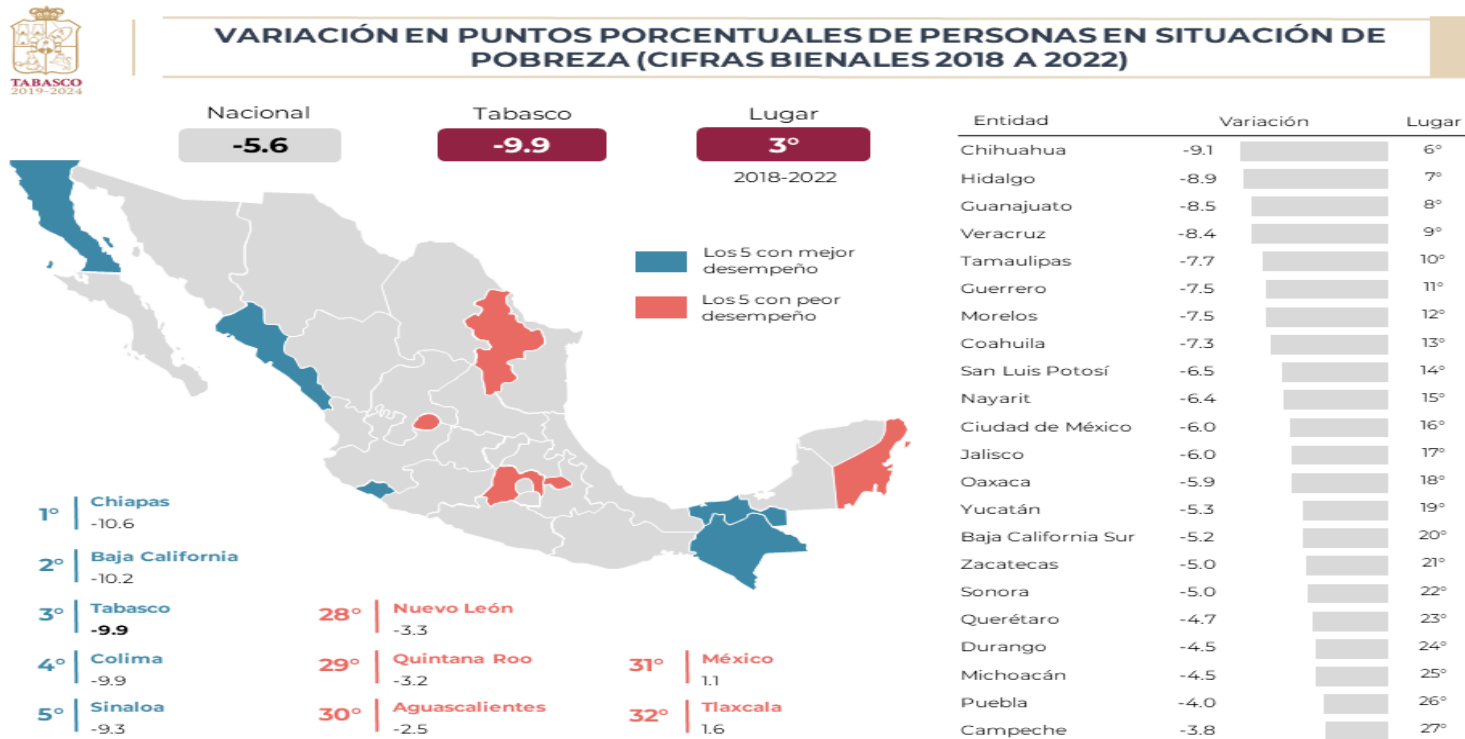 TABASCO
2019-2024
VARIACIÓN EN PUNTOS PORCENTUALES DE PERSONAS EN SITUACIÓN DE
POBREZA (CIFRAS BIENALES 2018 A 2022)
Nacional
-5.6
Tabasco
-9.9
Lugar
3°
2018-2022
Los 5 con mejor
desempeño
Los 5 con peor
desempeño
1° Chiapas
-10.6
2° Baja California
-10.2
3° Tabasco
-9.9
4° Colima
-9.9
5° Sinaloa
-9.3
28° Nuevo León
-3.3
29° Quintana Roo
-3.2
30° Aguascalientes
-2.5
31° México
1.1
32° Tlaxcala
1.6
Entidad Variación Lugar
Chihuahua -9.1 6°
Hidalgo -8.9 7°
Guanajuato -8.5 8°
Veracruz -8.4 9°
Tamaulipas -7.7 10°
Guerrero -7.5 11°
Morelos -7.5 12°
Coahuila -7.3 13°
San Luis Potosí -6.5 14°
Nayarit -6.4 15°
Ciudad de México -6.0 16°
Jalisco -6.0 17°
Oaxaca -5.9 18°
Yucatán -5.3 19°
Baja California Sur -5.2 20°
Zacatecas -5.0 21°
Sonora -5.0 22°
Querétaro -4.7 23°
Durango -4.5 24°
Michoacán -4.5 25°
Puebla -4.0 26°
Campeche -3.8 27°